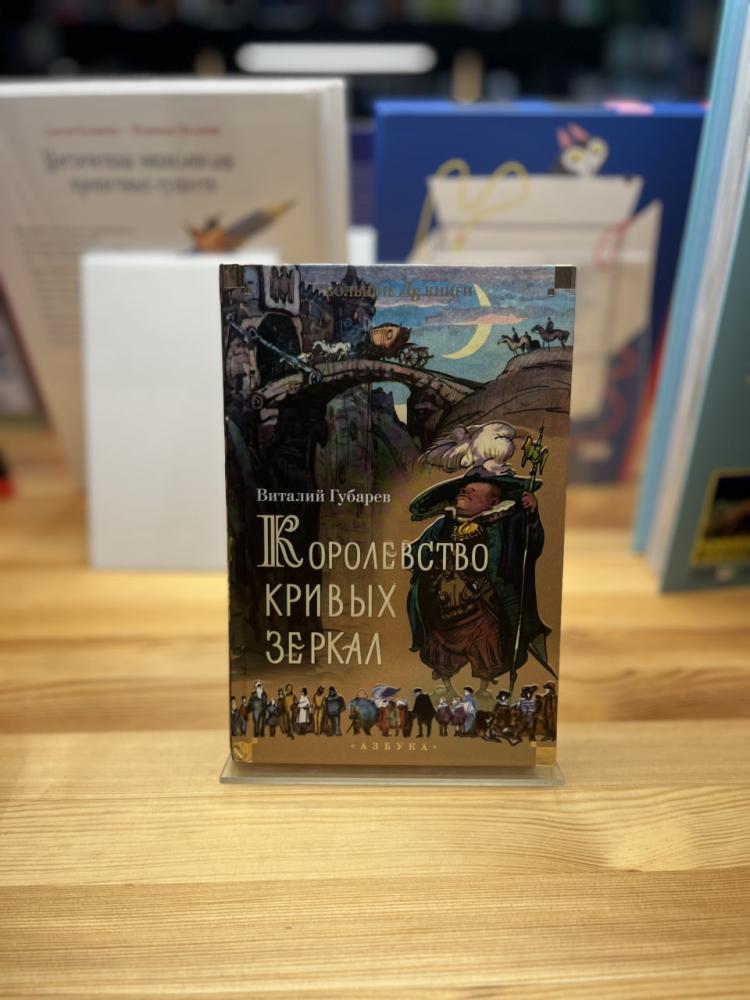 БОЛЬШИЕ КНИГИ
Виталий Губарев
КОРОЛЕВСТВО
КРИВЫХ
ЗЕРКАЛ
• АЗБУКА •